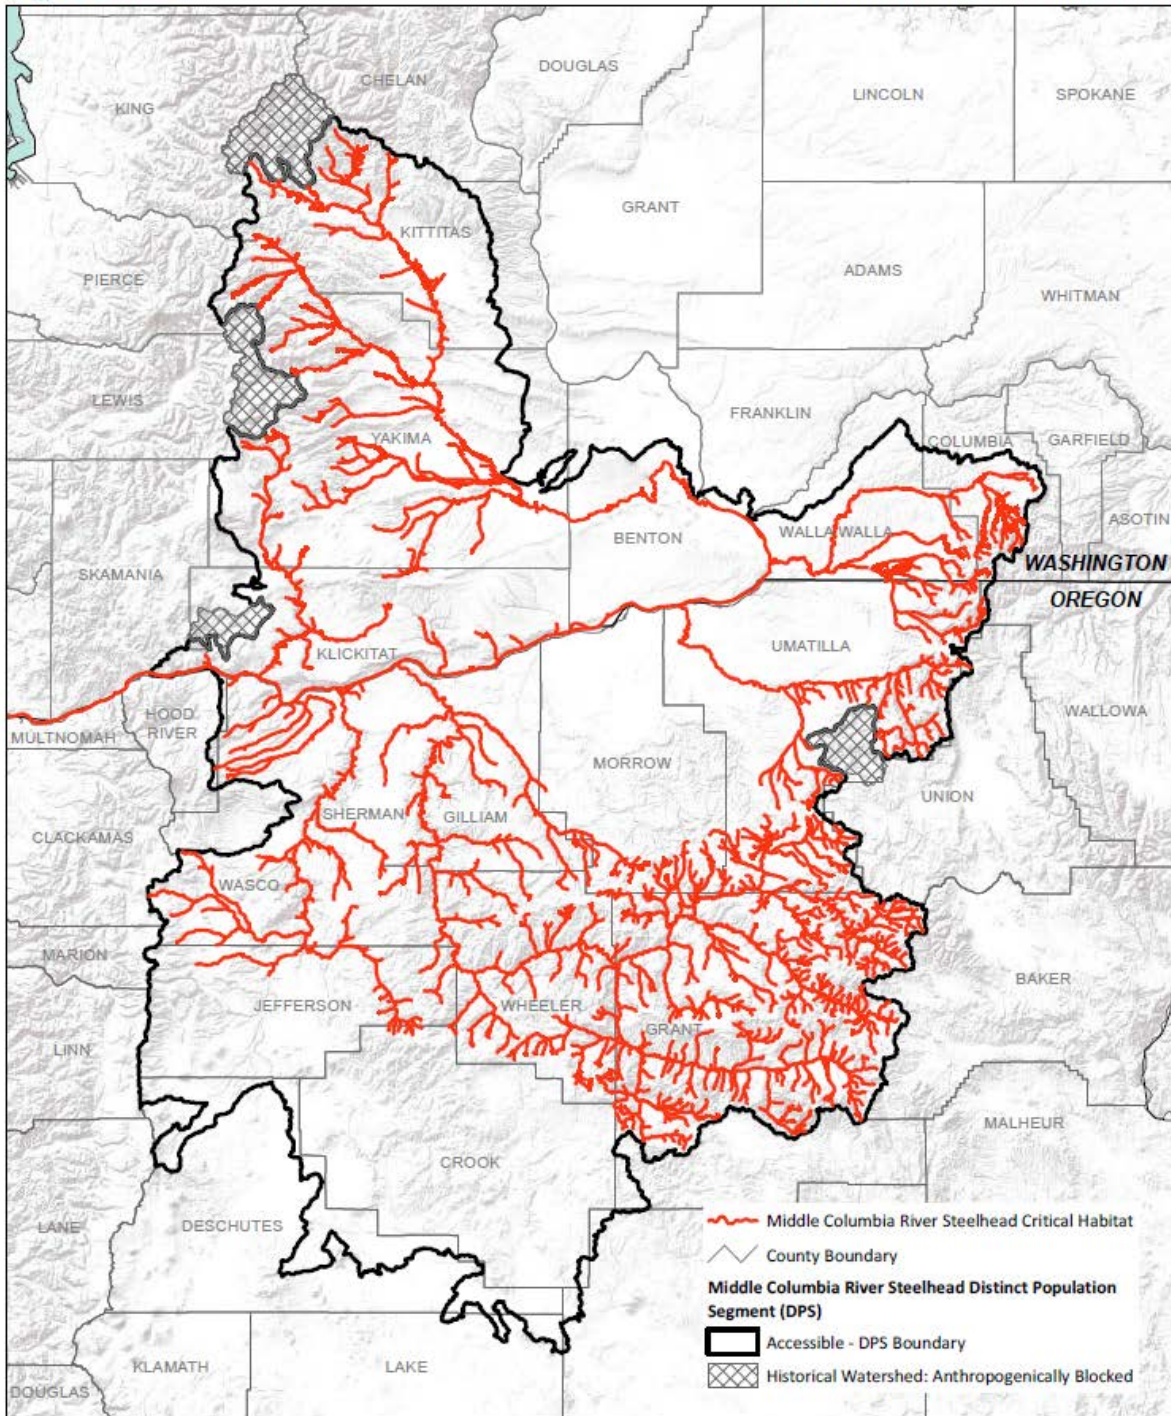 CHELAN
DOUGLAS
KING
LINCOLN
SPOKANE
GRANT
KITTITAS
ADAMS
PIERCE
WHITMAN
LEWIS
FRANKLIN
YAKIMA
COLUMBIA
GARFIELD
ASOTIN
WALLA WALLA
BENTON
WASHINGTON
SKAMANIA
OREGON
UMATILLA
KLICKITAT
HOOD
RIVER
WALLOWA
MULTNOMAH
MORROW
UNION
SHERMAN
GILLIAM
CLACKAMAS
WASCO
MARION
BAKER
JEFFERSON
WHEELER
GRANT
LINN
MALHEUR
CROOK
LANE
DESCHUTES
Middle Columbia River Steelhead Critical Habitat
County Boundary
Middle Columbia River Steelhead Distinct Population
Segment (DPS)
Accessible - DPS Boundary
Historical Watershed: Anthropogenically Blocked
KLAMATH
LAKE
DOUGLAS